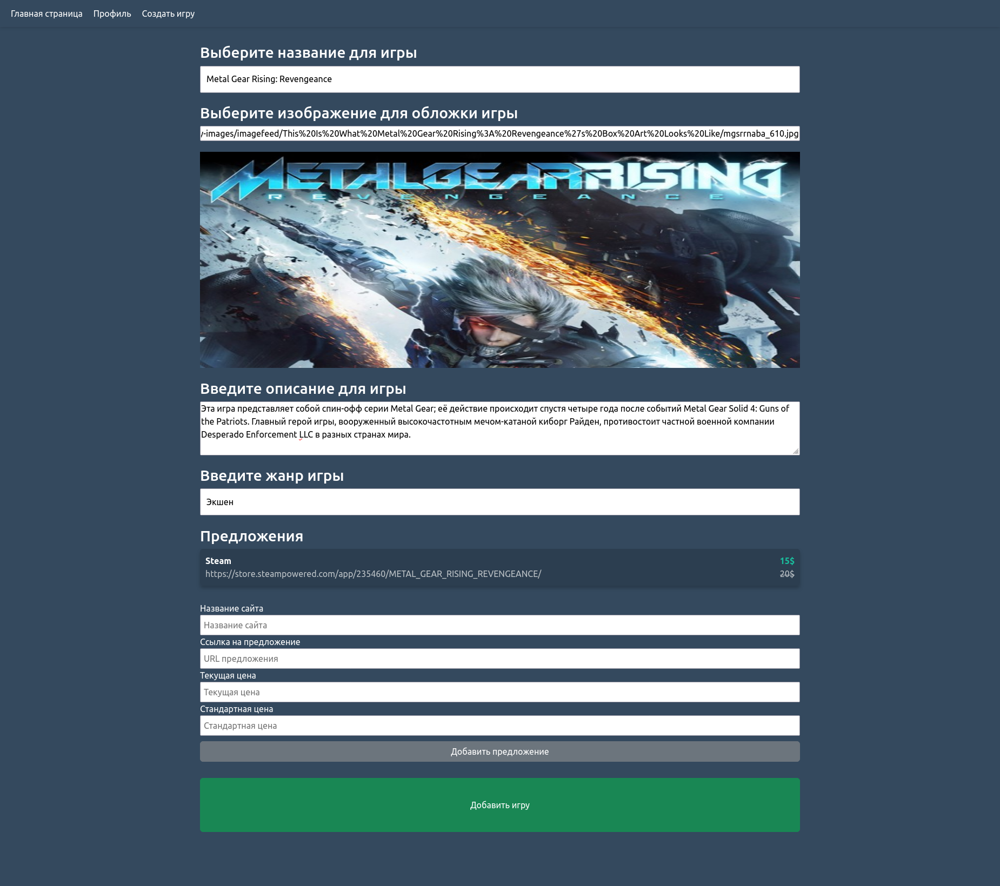 Главная страница Профиль Создать игру
Выберите название для игры
Metal Gear Rising: Revengeance
Выберите изображение для обложки игры
y-images/imagefeed/This%20Is%20What%20Metal%20Gear%20Rising%3A%20Revengeance%27s%20Box%20Art%20Looks%20Like/mgsrrnaba_610.jpg
METAL GEAR RISING
REVENGEANCE
Введите описание для игры
Эта игра представляет собой спин-офф серии Metal Gear; её действие происходит спустя четыре года после событий Metal Gear Solid 4: Guns of
the Patriots. Главный герой игры, вооруженный высокочастотным мечом-катаной киборг Райден, противостоит частной военной компании
Desperado Enforcement LLC в разных странах мира.
Введите жанр игры
Экшен
Предложения
Steam 15$
https://store.steampowered.com/app/235460/METAL_GEAR_RISING_REVENGEANCE/ 20$
Название сайта
Название сайта
Ссылка на предложение
URL предложения
Текущая цена
Текущая цена
Стандартная цена
Стандартная цена
Добавить предложение
Добавить игру